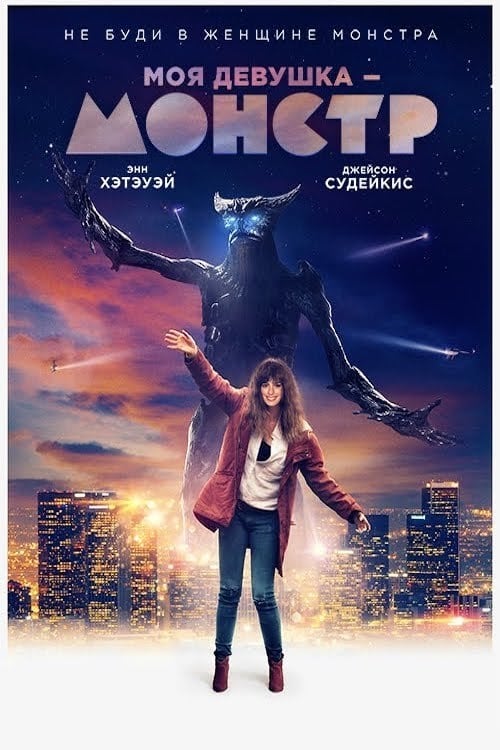 НЕ БУДИ В ЖЕНЩИНЕ МОНСТРА
МОЯ ДЕВУШКА –
МОНСТР
ЭНН
ХЭТЭУЭЙ
ДЖЕЙСОН
СУДЕЙКИС